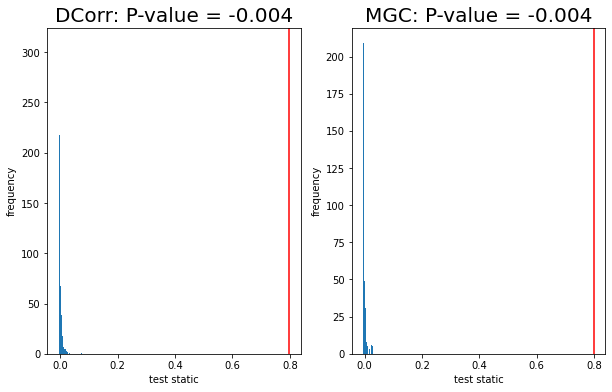 DCorr: P-value = -0.004
MGC: P-value = -0.004
frequency
300
250
200
150
100
50
0
0.0 0.2 0.4 0.6 0.8
test static
frequency
200
175
150
125
100
75
50
25
0
0.0 0.2 0.4 0.6 0.8
test static